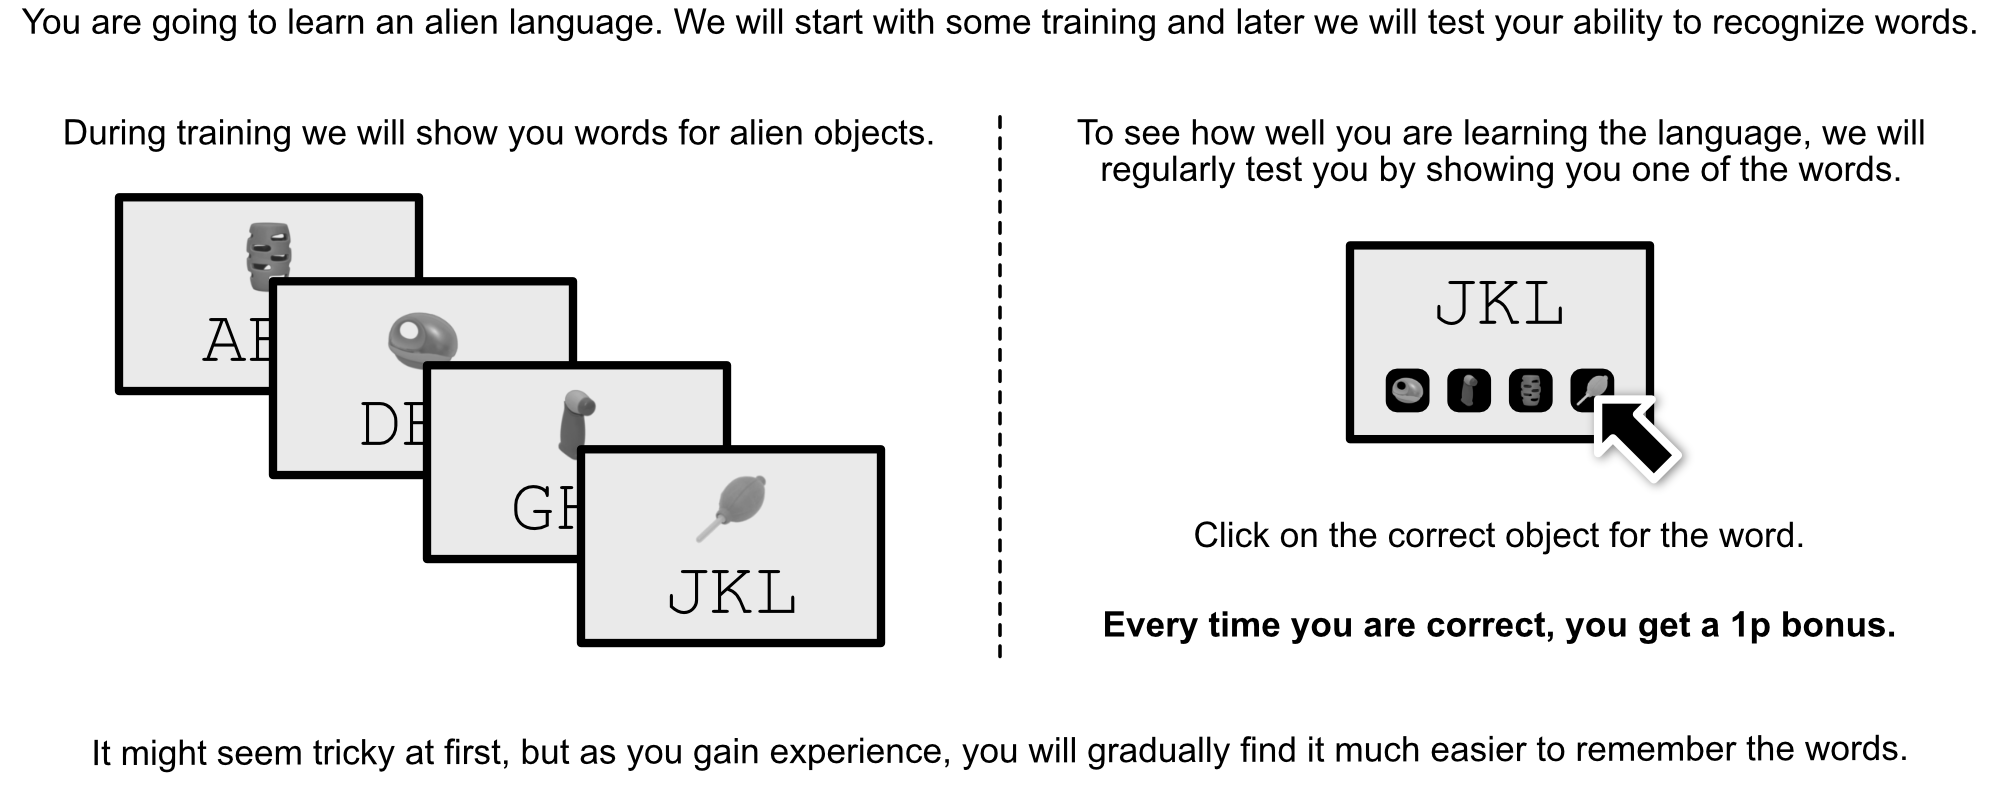 You are going to learn an alien language. We will start with some training and later we will test your ability to recognize words.
During training we will show you words for alien objects.
AB
DE
GH
JKL
To see how well you are learning the language, we will
regularly test you by showing you one of the words.
JKL
Click on the correct object for the word.
Every time you are correct, you get a 1p bonus.
It might seem tricky at first, but as you gain experience, you will gradually find it much easier to remember the words.